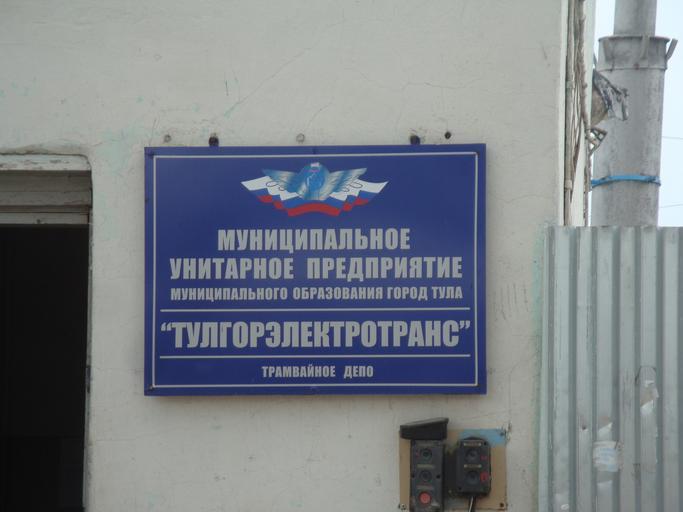 МУНИЦИПАЛЬНОЕ
УНИТАРНОЕ ПРЕДПРИЯТИЕ
МУНИЦИПАЛЬНОГО ОБРАЗОВАНИЯ ГОРОД ТУЛА
“ТУЛГОРЭЛЕКТРОТРАНС”
ТРАМВАЙНОЕ ДЕПО